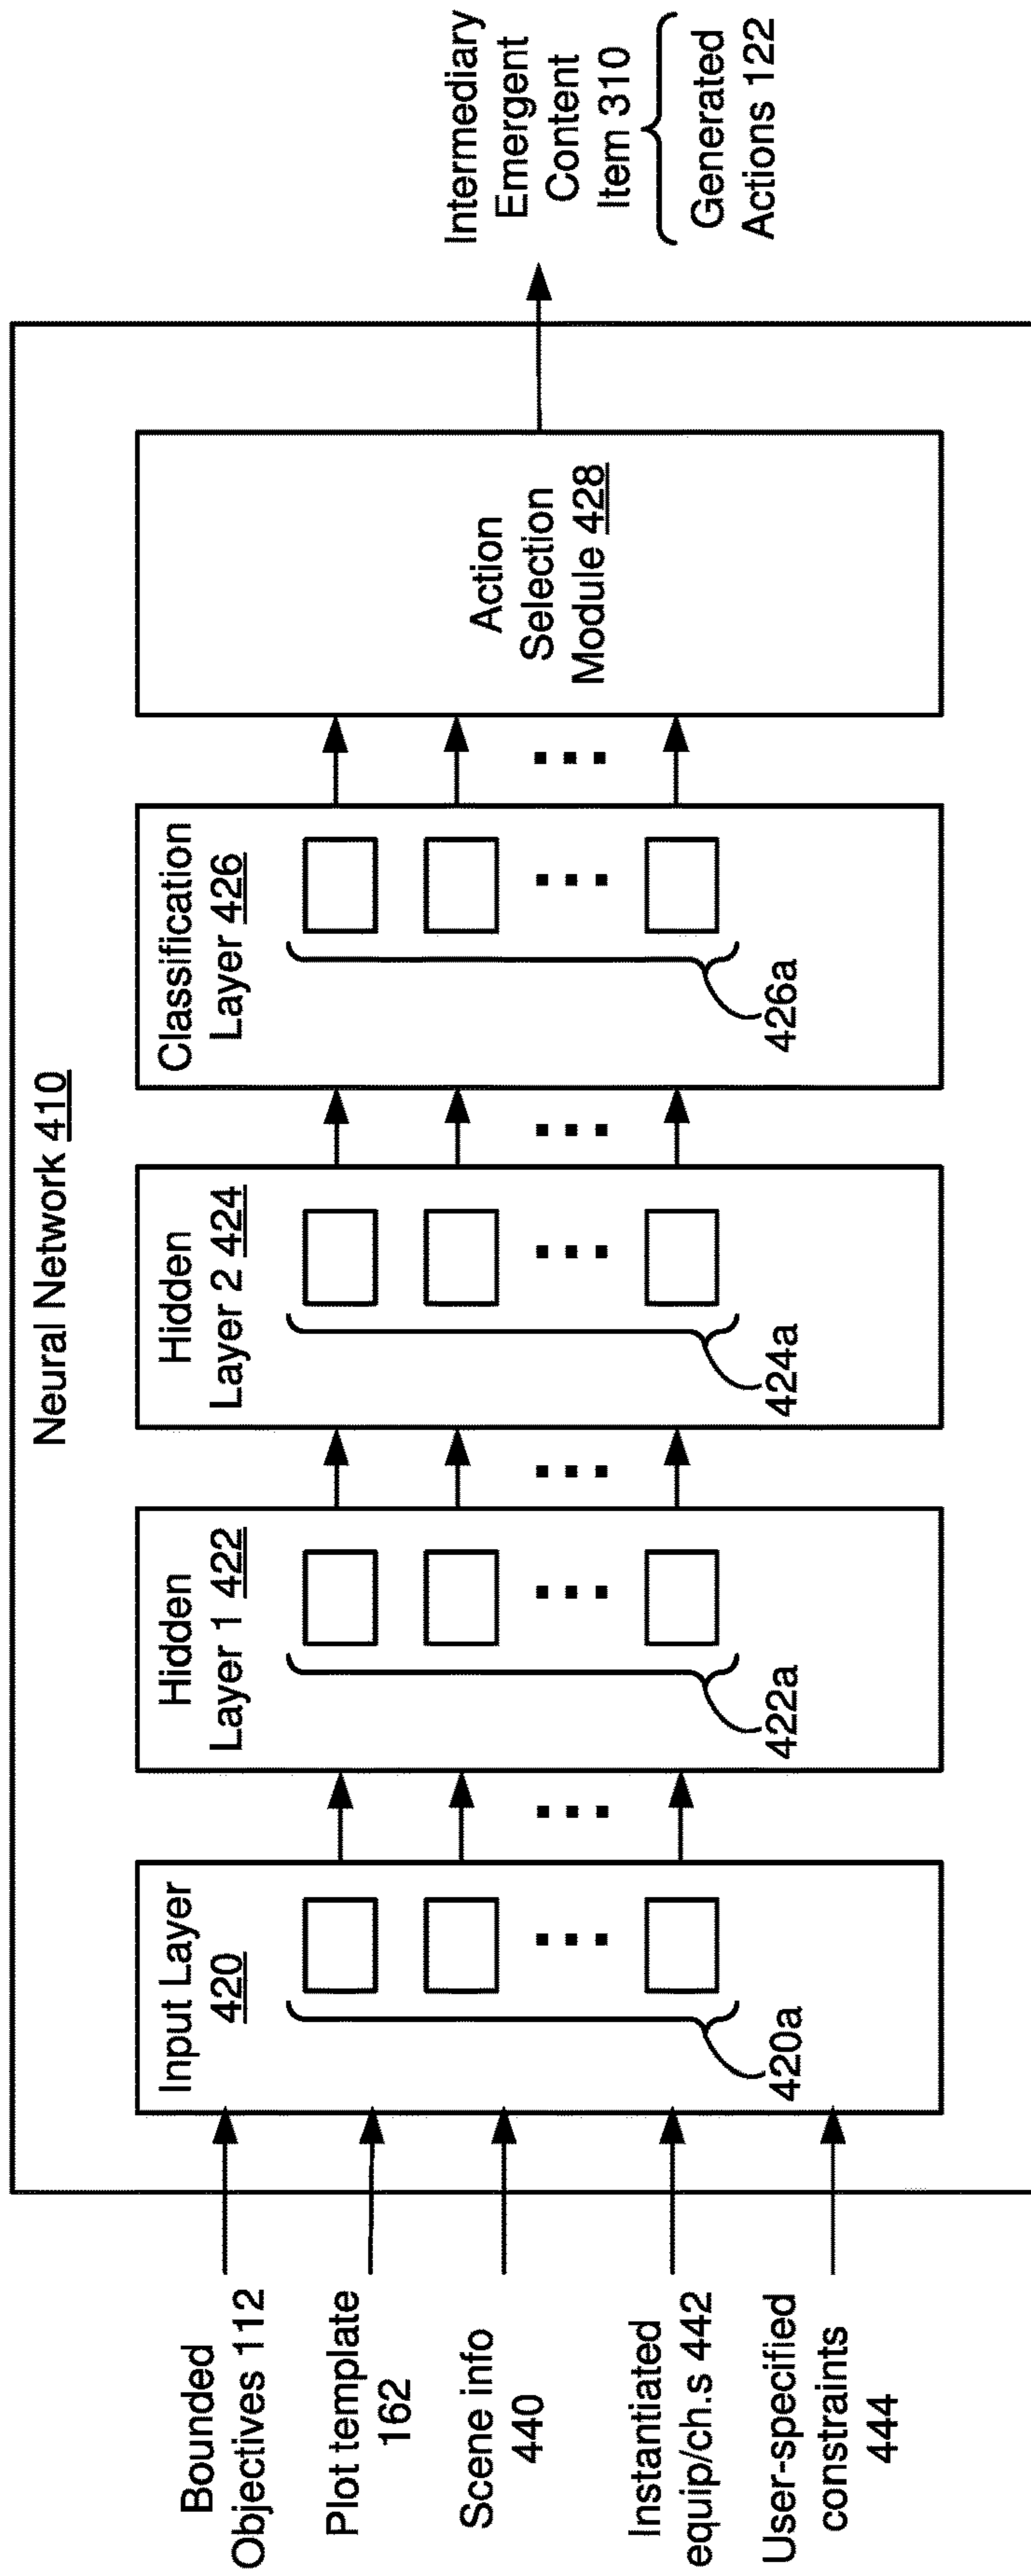 Neural Network 410
Bounded
Objectives 112
Plot template
162
Scene info
440
Instantiated
equip/ch.s 442
User-specified
constraints
444
Input Layer
420
420a
Hidden
Layer 1 422
422a
Hidden
Layer 2 424
424a
Classification
Layer 426
426a
Action
Selection
Module 428
Intermediary
Emergent
Content
Item 310
Generated
Actions 122